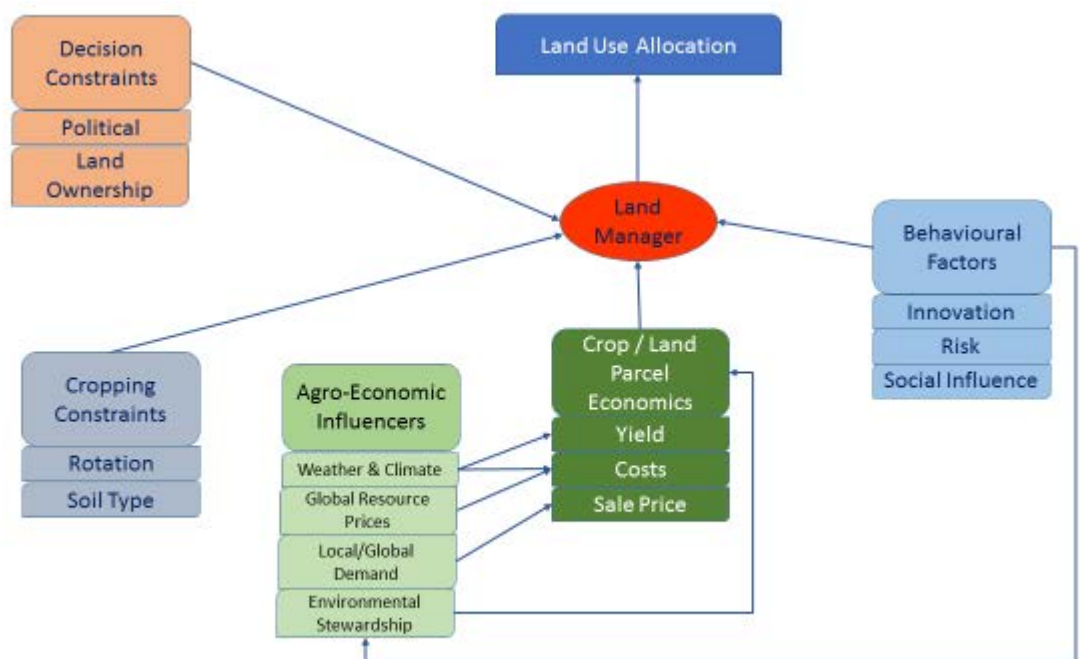 Decision
Constraints
Political
Land
Ownership
Land Use Allocation
Land
Manager
Behavioural
Factors
Innovation
Risk
Social Influence
Cropping
Constraints
Rotation
Soil Type
Agro-Economic
Influencers
Weather & Climate
Global Resource
Prices
Local/Global
Demand
Environmental
Stewardship
Crop / Land
Parcel
Economics
Yield
Costs
Sale Price